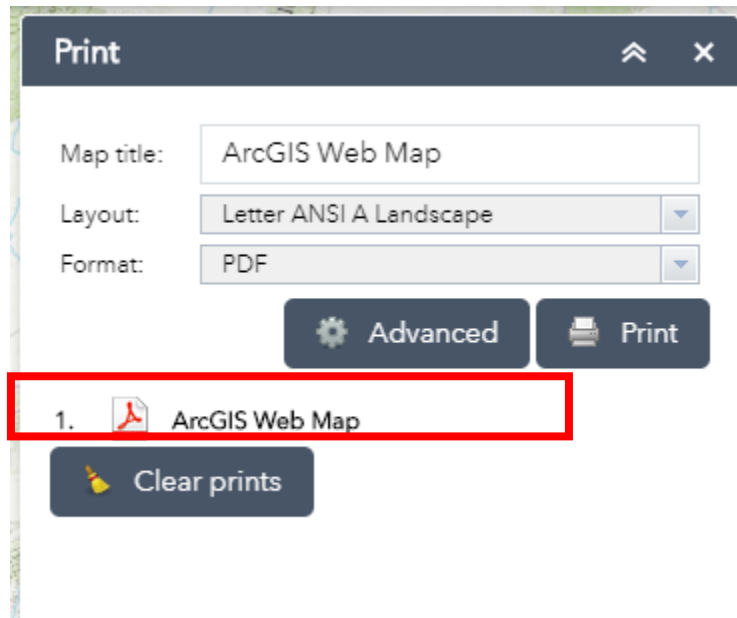 Print
Map title: ArcGIS Web Map
Layout: Letter ANSI A Landscape
Format: PDF
Advanced Print
1. ArcGIS Web Map
Clear prints